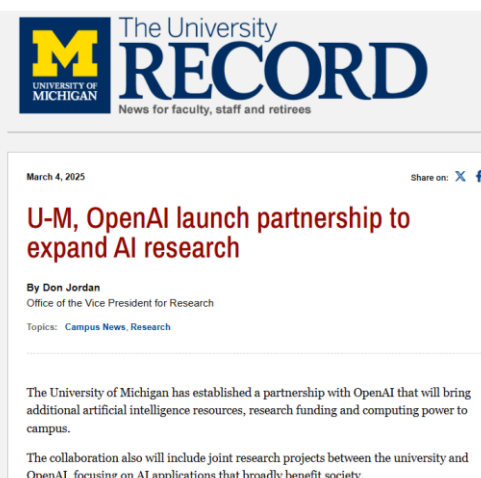 The University
RECORD
UNIVERSITY OF
MICHIGAN
News for faculty, staff and retirees
March 4, 2025
Share on:
U-M, OpenAI launch partnership to
expand AI research
By Don Jordan
Office of the Vice President for Research
Topics: Campus News, Research
The University of Michigan has established a partnership with OpenAI that will bring
additional artificial intelligence resources, research funding and computing power to
campus.
The collaboration also will include joint research projects between the university and
OpenAI, focusing on AI applications that broadly benefit society.